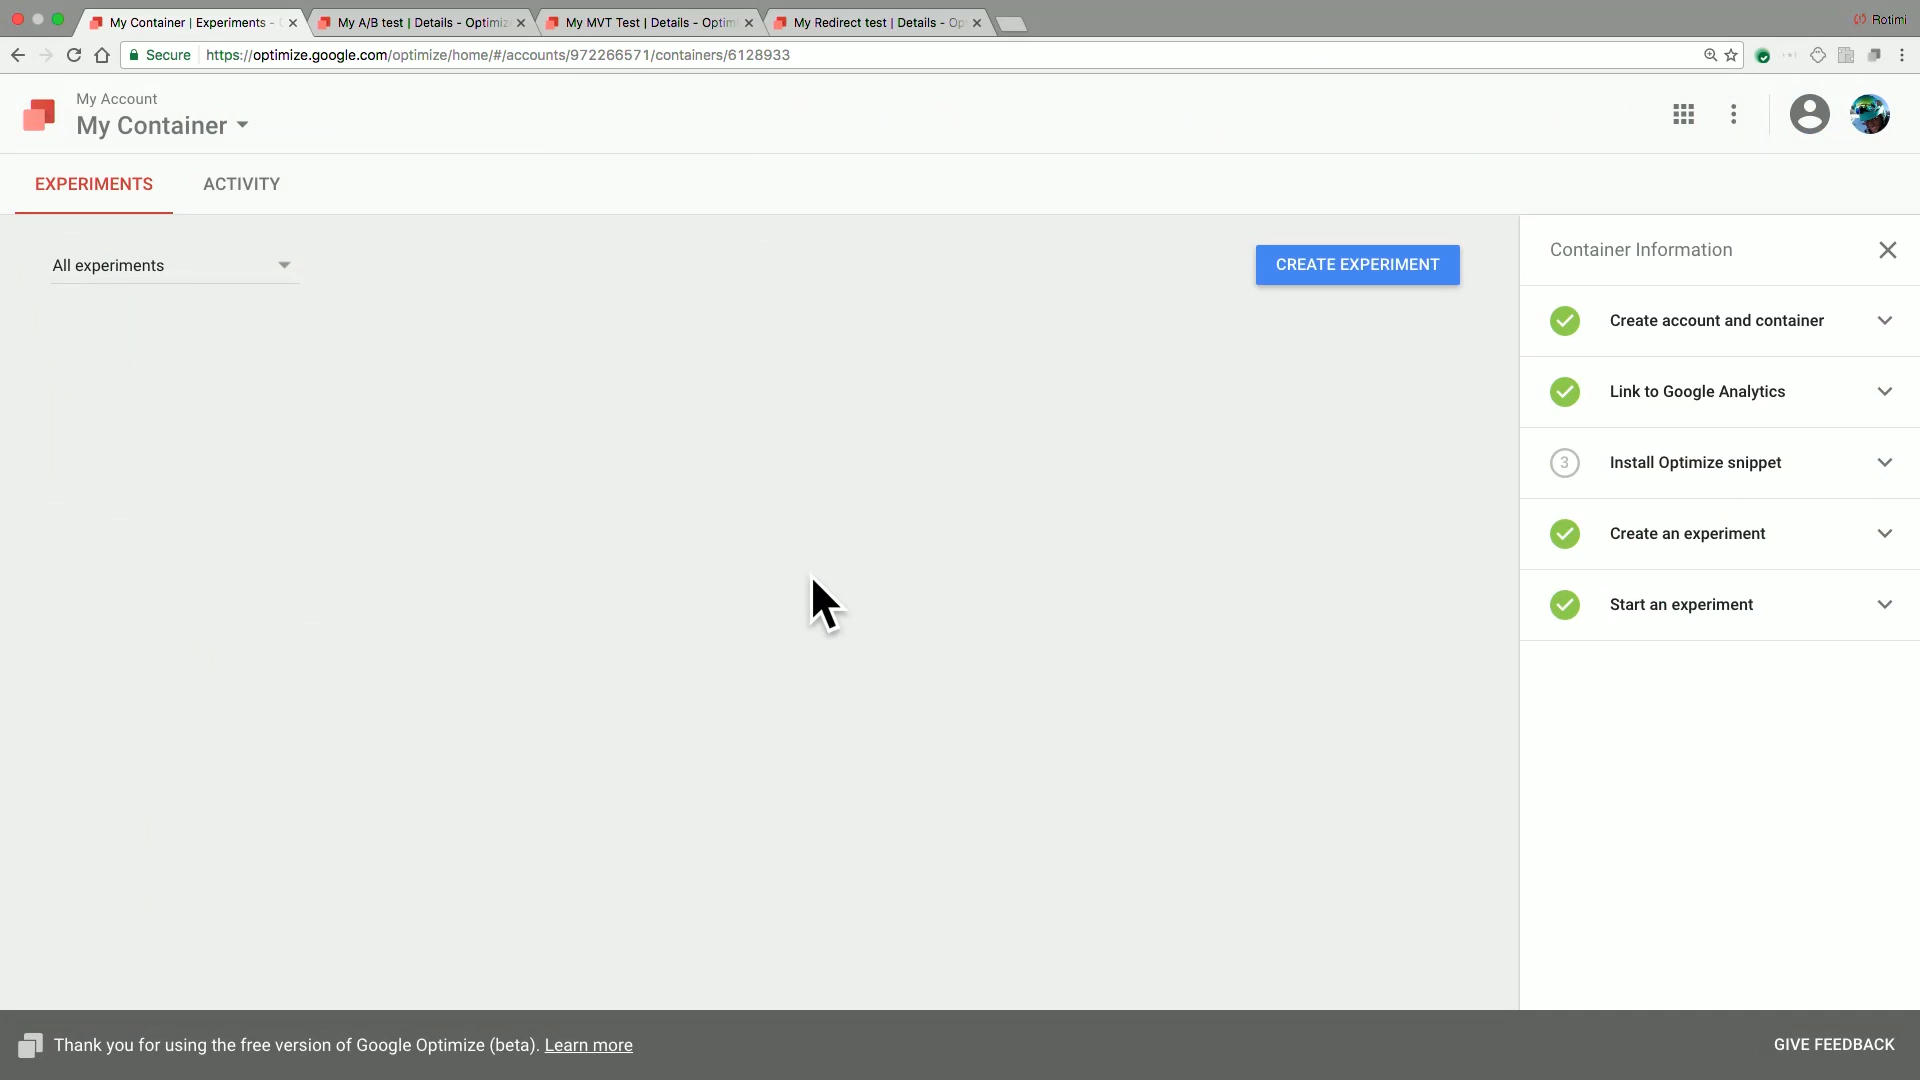 My Container | Experiments -
My A/B test | Details - Optimiz
My MVT Test | Details - Optim
My Redirect test | Details - Op
Rotimi
Secure
https://optimize.google.com/optimize/home/#/accounts/972266571/containers/6128933
My Account
My Container
EXPERIMENTS
ACTIVITY
All experiments
CREATE EXPERIMENT
Container Information
Create account and container
Link to Google Analytics
3
Install Optimize snippet
Create an experiment
Start an experiment
Thank you for using the free version of Google Optimize (beta). Learn more
GIVE FEEDBACK